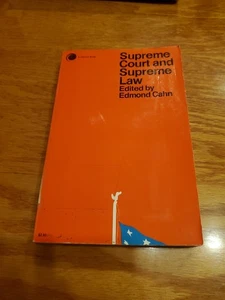 Supreme
Court and
Supreme
Law
Edited by
Edmond Cahn